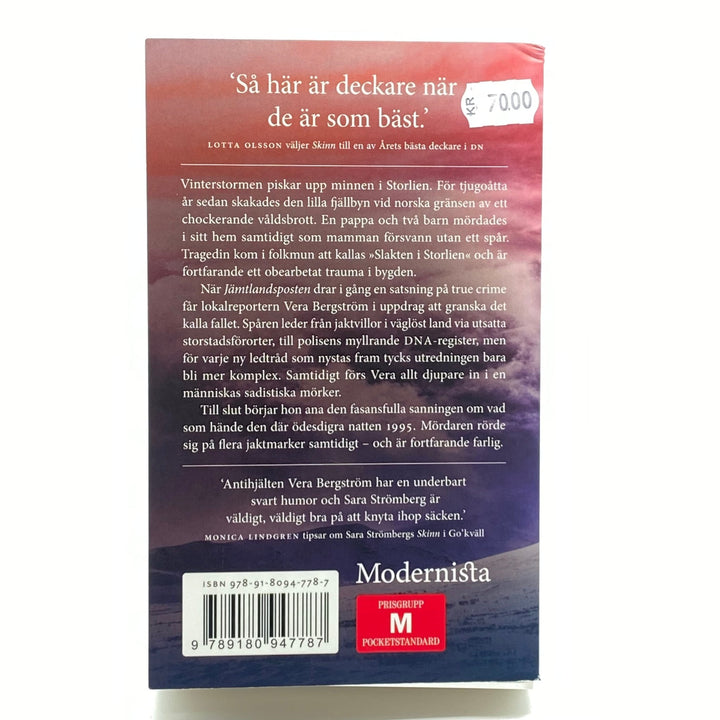 ‘Så här är deckare när
de är som bäst.’
KR 70.00
LOTTA OLSSON väljer Skinn till en av Årets bästa deckare i DN
Vinterstormen piskar upp minnen i Storlien. För tjugoåtta
år sedan skakades den lilla fjällbyn vid norska gränsen av ett
chockerande våldsbrott. En pappa och två barn mördades
i sitt hem samtidigt som mamman försvann utan ett spår.
Tragedin kom i folkmun att kallas »Slakten i Storlien« och är
fortfarande ett obearbetat trauma i bygden.
När Jämtlandsposten drar i gång en satsning på true crime
får lokalreportern Vera Bergström i uppdrag att granska det
kalla fallet. Spåren leder från jaktvillor i väglöst land via utsatta
storstadsförorter, till polisens myllrande DNA-register, men
för varje ny ledtråd som nystas fram tycks utredningen bara
bli mer komplex. Samtidigt förs Vera allt djupare in i en
människas sadistiska mörker.
Till slut börjar hon ana den fasansfulla sanningen om vad
som hände den där ödesdigra natten 1995. Mördaren rörde
sig på flera jaktmarker samtidigt – och är fortfarande farlig.
‘Antihjälten Vera Bergström har en underbart
svart humor och Sara Strömberg är
väldigt, väldigt bra på att knyta ihop säcken.’
MONICA LINDGREN tipsar om Sara Strömbergs Skinn i Go’kväll
ISBN 978-91-8094-778-7
9 789180 947787
Modernista
PRISGRUPP
M
POCKETSTANDARD